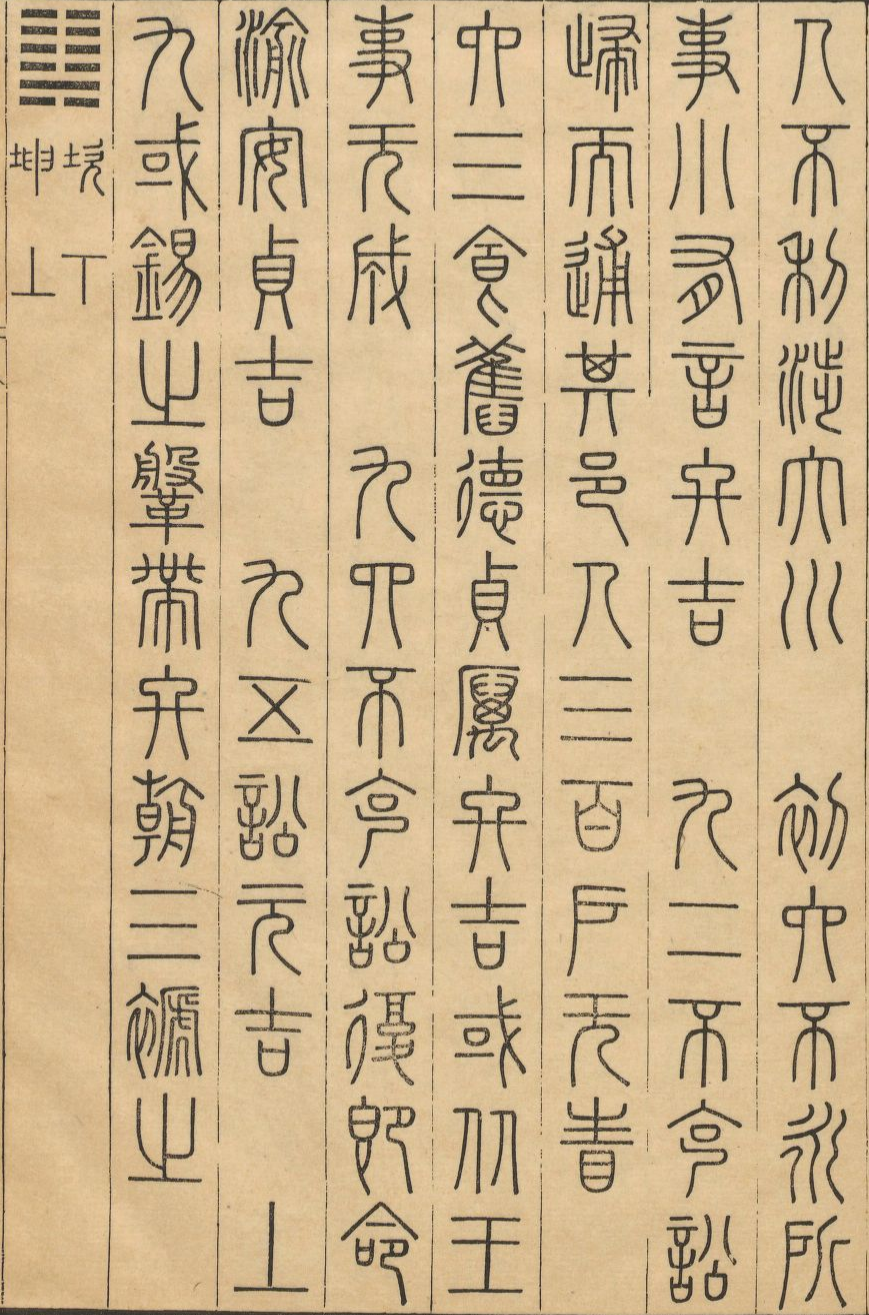 人不利涉大川　初六不永所
事小有言終吉　九二不克訟
歸而逋其邑人三百戶无眚
六三食舊德貞厲終吉或从王
事无成　九四不克訟復即命
渝安貞吉　九五訟元吉　上
九或錫之鞶帶終朝三褫之
坎下
坤上